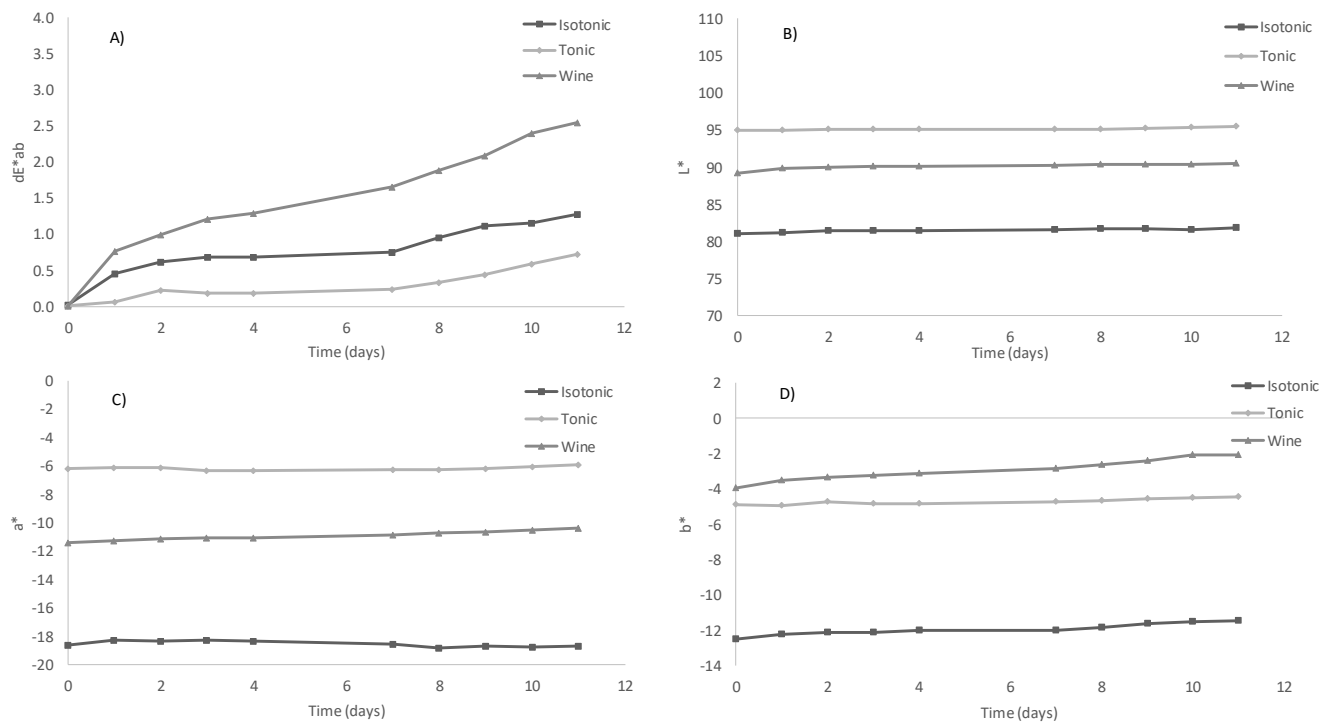 A)
Isotonic
Tonic
Wine
4.0
3.5
3.0
2.5
2.0
1.5
1.0
0.5
0.0
dE*ab
0 2 4 6 8 10 12
Time (days)
B)
Isotonic
Tonic
Wine
110
105
100
95
90
85
80
75
70
L*
0 2 4 6 8 10 12
Time (days)
C)
Isotonic
Tonic
Wine
0
-2
-4
-6
-8
-10
-12
-14
-16
-18
-20
a*
0 2 4 6 8 10 12
Time (days)
D)
Isotonic
Tonic
Wine
2
0
-2
-4
-6
-8
-10
-12
-14
b*
0 2 4 6 8 10 12
Time (days)